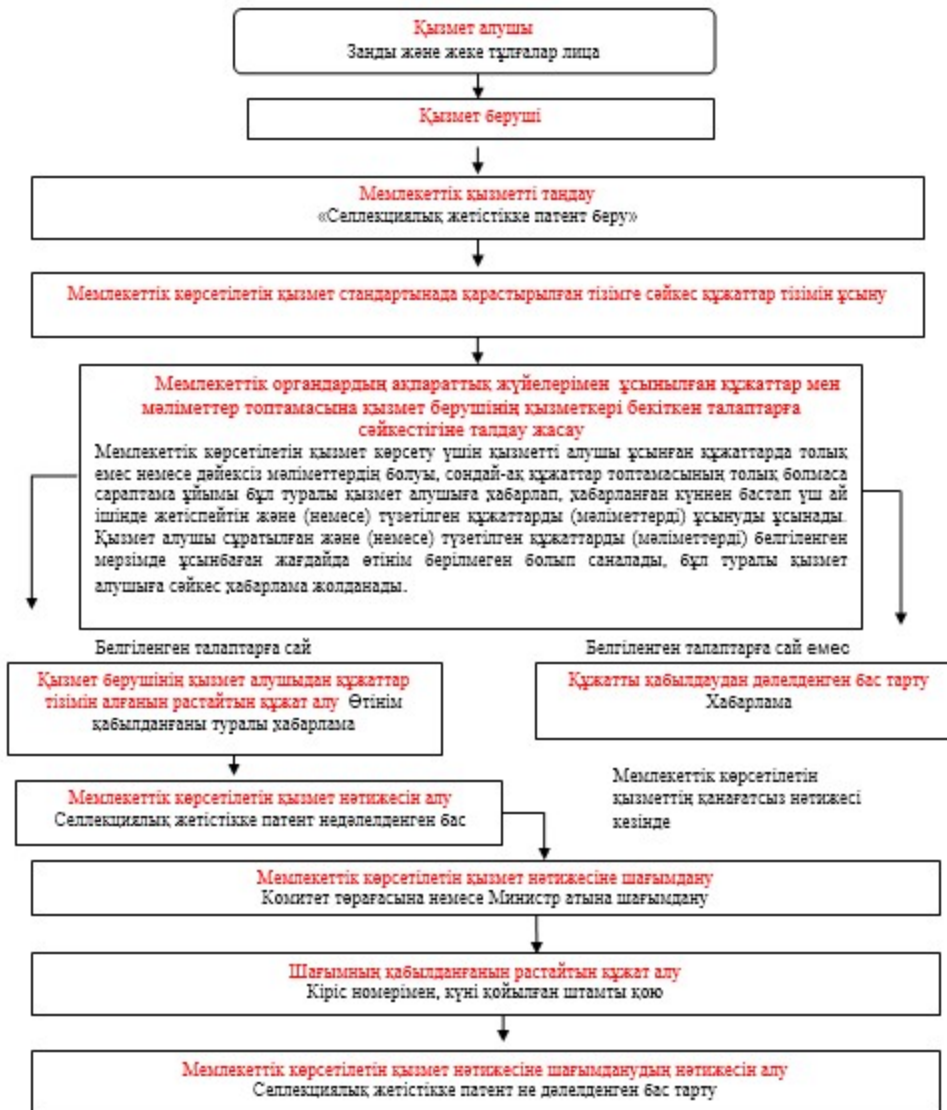 Қызмет алушы
Заңды және жеке тұлғалар лица
Қызмет беруші
Мемлекеттік қызметті таңдау
«Селлекциялық жетістікке патент беру»
Мемлекеттік көрсетілетін қызмет стандартынада қарастырылған тізімге сәйкес құжаттар тізімін ұсыну
Мемлекеттік органдардың ақпараттық жүйелерімен ұсынылған құжаттар мен
мәліметтер топтамасына қызмет берушінің қызметкері бекіткен талаптарға
сәйкестігіне талдау жасау
Мемлекеттік көрсетілетін қызмет көрсету үшін қызметті алушы ұсынған құжаттарда толық
емес немесе дәйексіз мәліметтердің болуы, сондай-ақ құжаттар топтамасының толық болмаса
сараптама ұйымы бұл туралы қызмет алушыға хабарлап, хабарланған күннен бастап үш ай
ішінде жетіспейтін және (немесе) түзетілген құжаттарды (мәліметтерді) ұсынуды ұсынады.
Қызмет алушы сұратылған және (немесе) түзетілген құжаттарды (мәліметтерді) белгіленген
мерзімде ұсынбаған жағдайда өтінім берілмеген болып саналады, бұл туралы қызмет
алушыға сәйкес хабарлама жолданады.
Белгіленген талаптарға сай
Қызмет берушінің қызмет алушыдан құжаттар
тізімін алғанын растайтын құжат алу Өтінім
қабылданғаны туралы хабарлама
Белгіленген талаптарға сай емес
Құжатты қабылдаудан дәлелденген бас тарту
Хабарлама
Мемлекеттік көрсетілетін қызмет нәтижесін алу
Селлекциялық жетістікке патент недәлелденген бас
Мемлекеттік көрсетілетін
қызметтің қанағатсыз нәтижесі
кезінде
Мемлекеттік көрсетілетін қызмет нәтижесіне шағымдану
Комитет төрағасына немесе Министр атына шағымдану
Шағымның қабылданғанын растайтын құжат алу
Кіріс номерімен, күні қойылған штамты қою
Мемлекеттік көрсетілетін қызмет нәтижесіне шағымданудың нәтижесін алу
Селлекциялық жетістікке патент не дәлелденген бас тарту